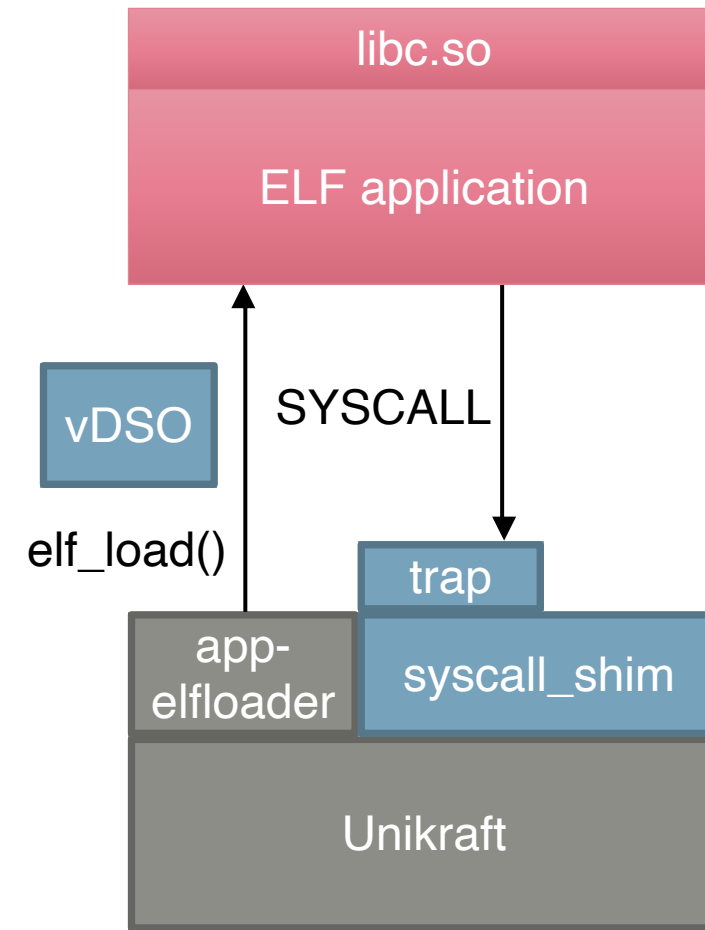 libc.so
ELF application
vDSO
SYSCALL
elf_load()
trap
app-
elfloader
syscall_shim
Unikraft